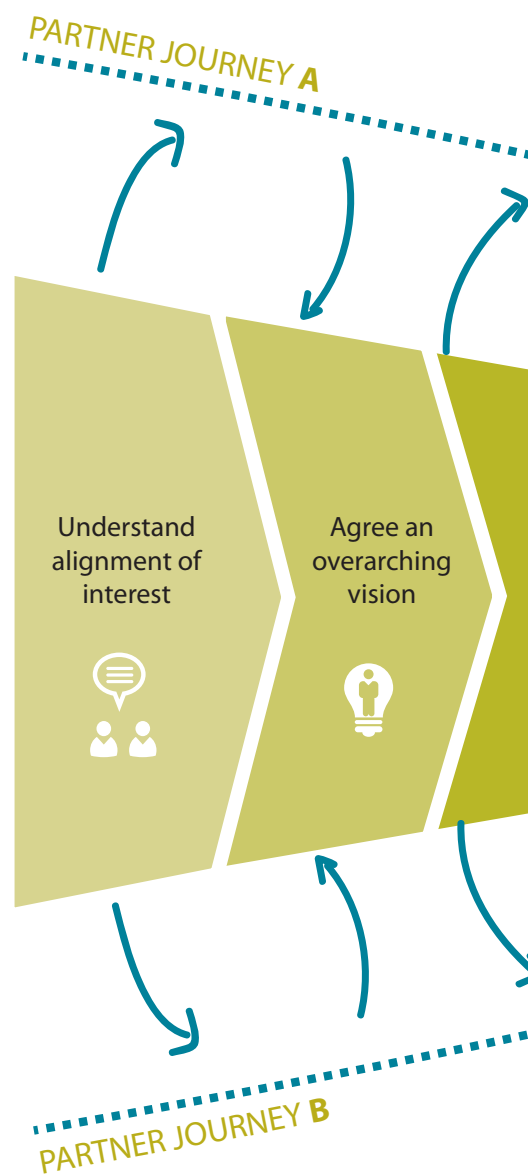 PARTNER JOURNEY A
Understand
alignment of
interest
Agree an
overarching
vision
PARTNER JOURNEY B